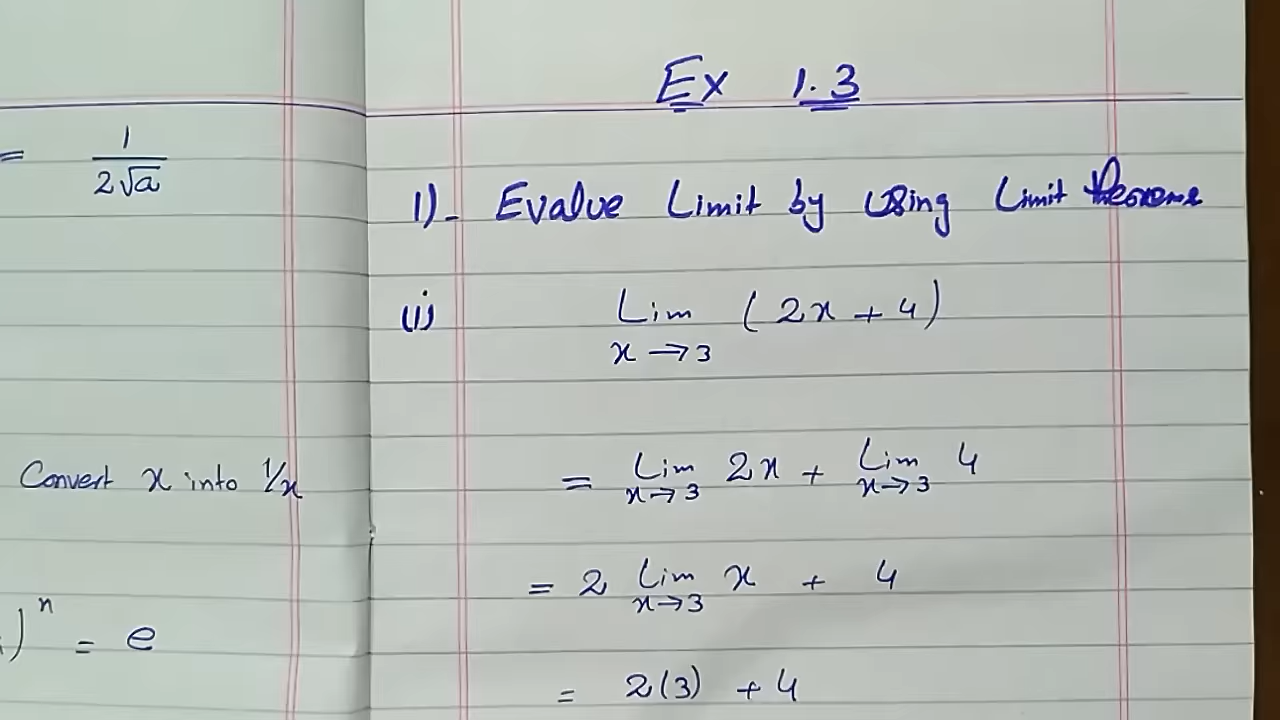 = 1/2√a
Convert x into 1/x
)ⁿ = e
Ex 1.3
1)- Evalue Limit by Using Limit theorems
(i) Lim (2x + 4)
x → 3
= Lim 2x + Lim 4
x→3 x→3
= 2 Lim x + 4
x→3
= 2(3) + 4